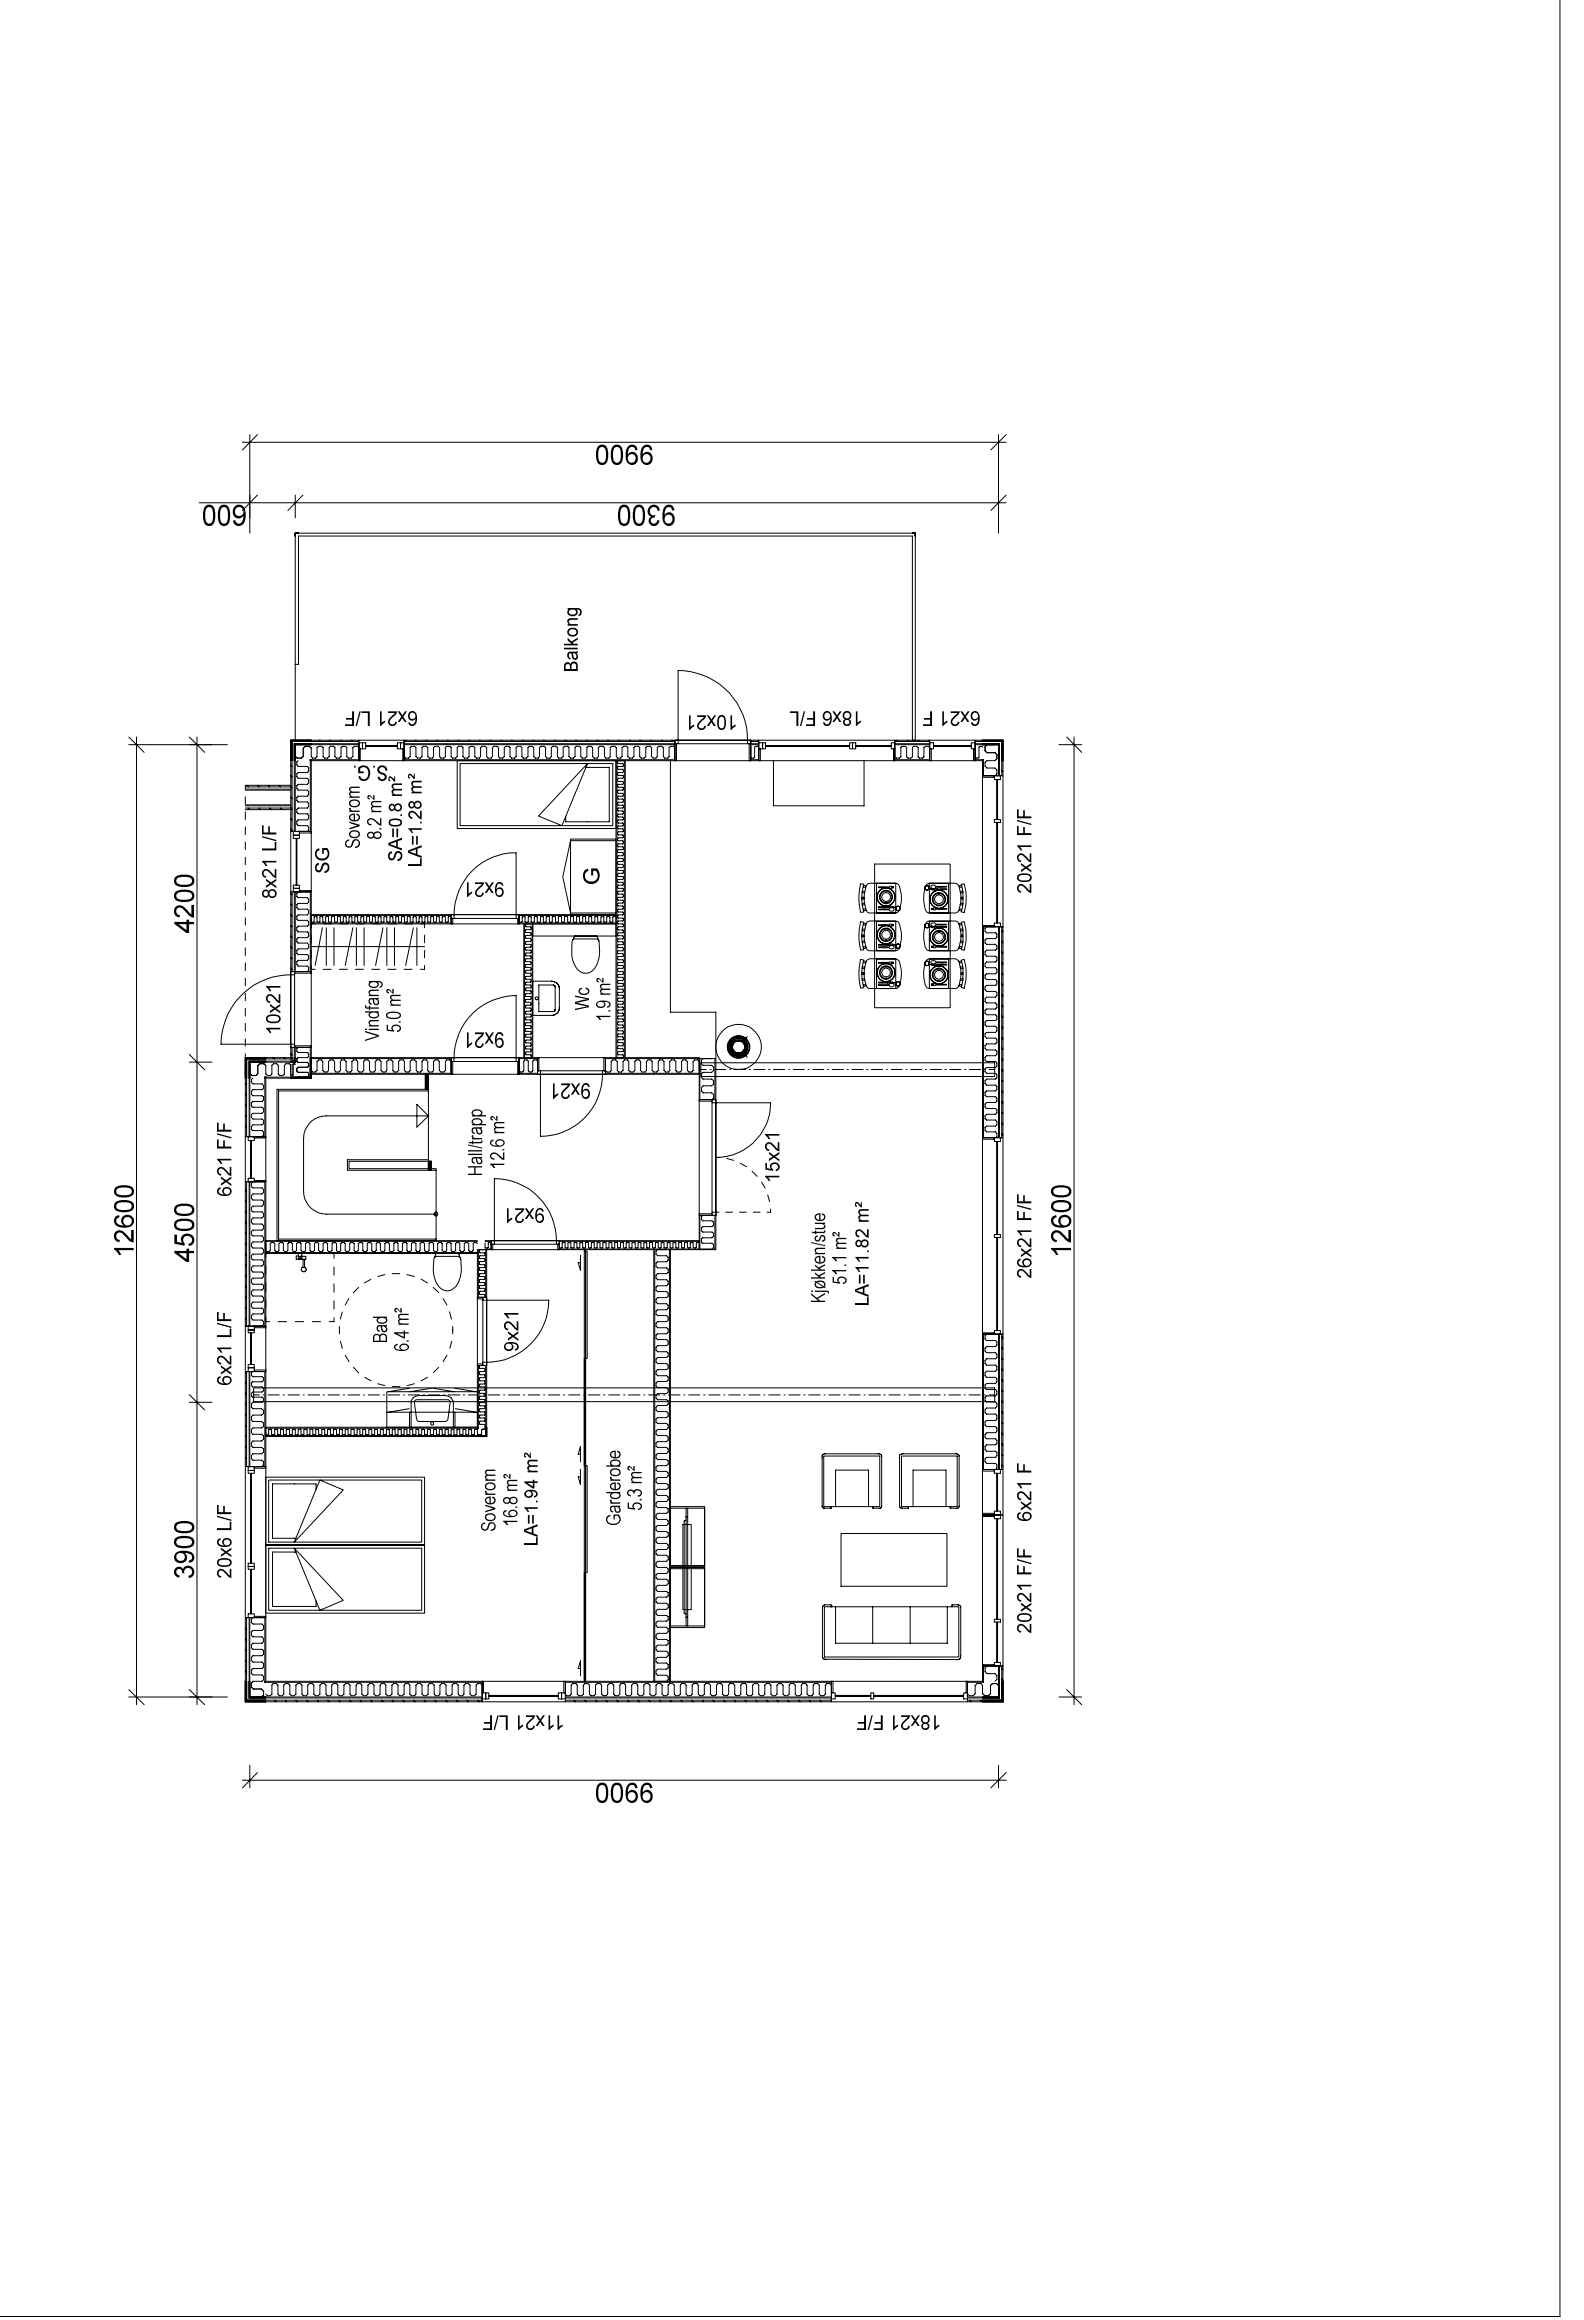 9900
9300
600
Balkong
6x21 L/F
10x21
18x6 F/L
6x21 F
12600
4200
4500
3900
8x21 L/F
SG
S.G.
Soverom
8.2 m²
SA=0.8 m²
LA=1.28 m²
G
9x21
10x21
Vindfang
5.0 m²
9x21
Wc
1.9 m²
9x21
20x21 F/F
6x21 F/F
Hall/trapp
12.6 m²
9x21
15x21
Kjøkken/stue
51.1 m²
LA=11.82 m²
26x21 F/F
12600
6x21 L/F
Bad
6.4 m²
9x21
20x6 L/F
Soverom
16.8 m²
LA=1.94 m²
Garderobe
5.3 m²
6x21 F
20x21 F/F
11x21 L/F
18x21 F/F
9900